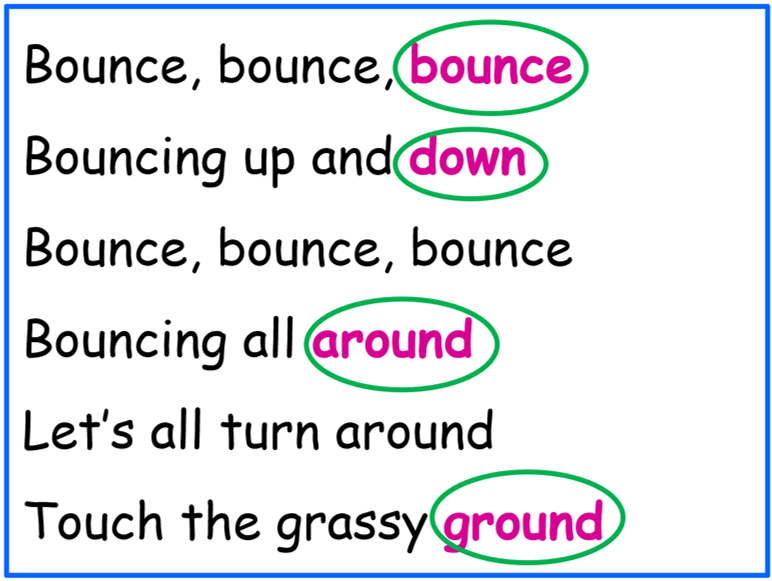 Bounce, bounce, bounce
Bouncing up and down
Bounce, bounce, bounce
Bouncing all around
Let's all turn around
Touch the grassy ground